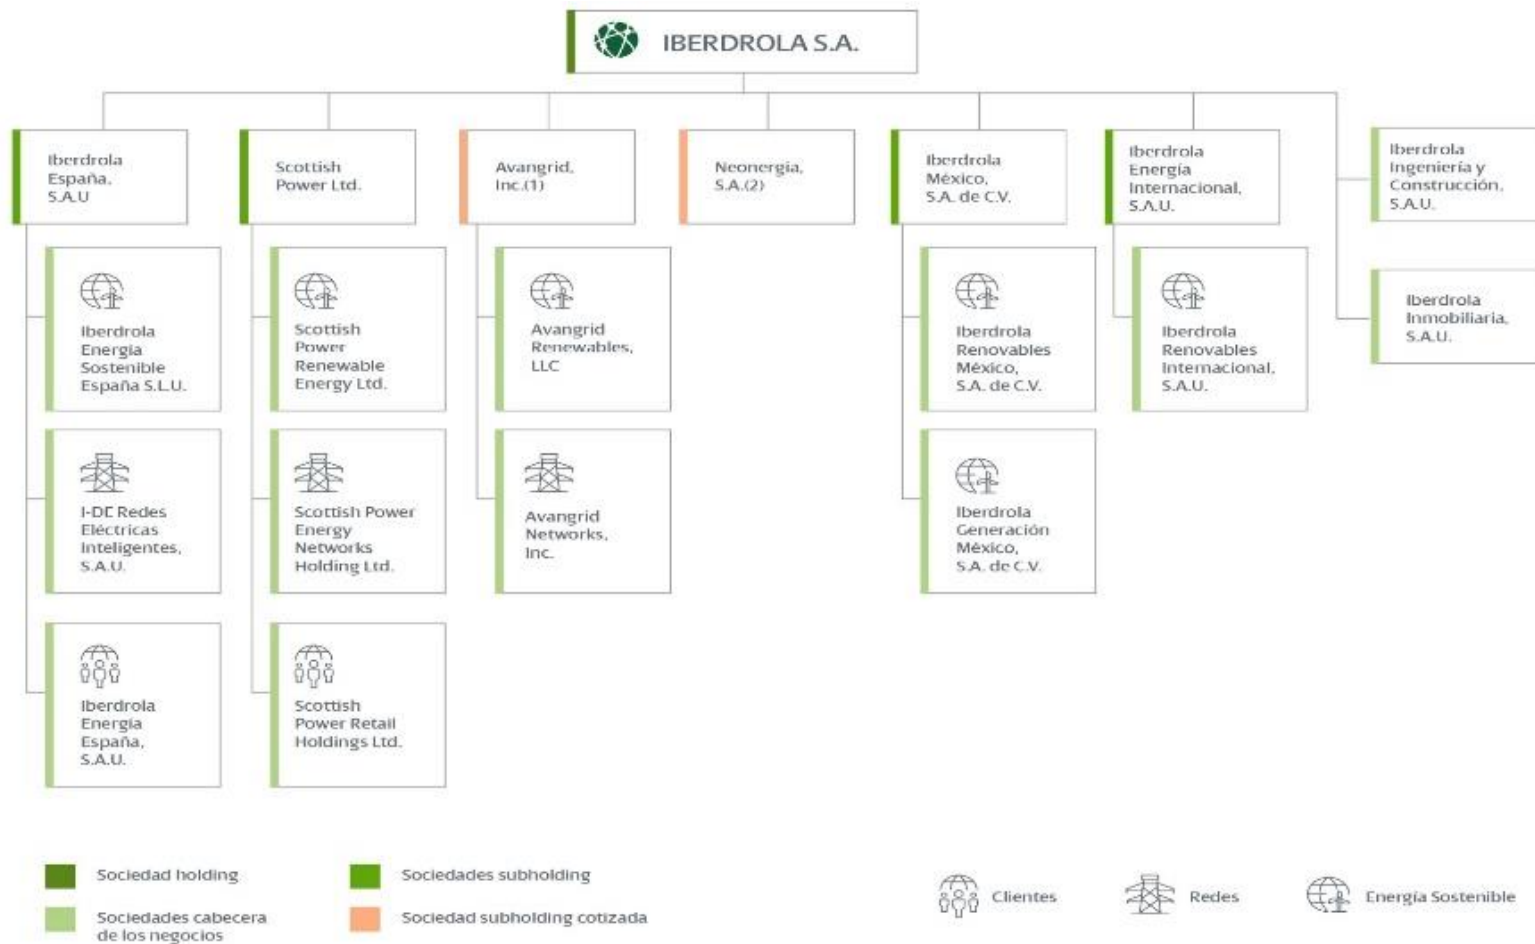 IBERDROLA S.A.
Iberdrola
España,
S.A.U
Scottish
Power Ltd.
Avangrid,
Inc.(1)
Neonergia,
S.A.(2)
Iberdrola
México,
S.A. de C.V.
Iberdrola
Energía
Internacional,
S.A.U.
Iberdrola
Ingeniería y
Construcción,
S.A.U.
Iberdrola
Inmobiliaria,
S.A.U.
Iberdrola
Energía
Sostenible
España S.L.U.
Scottish
Power
Renewable
Energy Ltd.
Avangrid
Renewables,
LLC
Iberdrola
Renovables
México,
S.A. de C.V.
Iberdrola
Renovables
Internacional,
S.A.U.
I-DE Redes
Eléctricas
Inteligentes,
S.A.U.
Scottish Power
Energy
Networks
Holding Ltd.
Avangrid
Networks,
Inc.
Iberdrola
Generación
México,
S.A. de C.V.
Iberdrola
Energía
España,
S.A.U.
Scottish
Power Retail
Holdings Ltd.
Sociedad holding
Sociedades subholding
Sociedades cabecera
de los negocios
Sociedad subholding cotizada
Clientes
Redes
Energía Sostenible